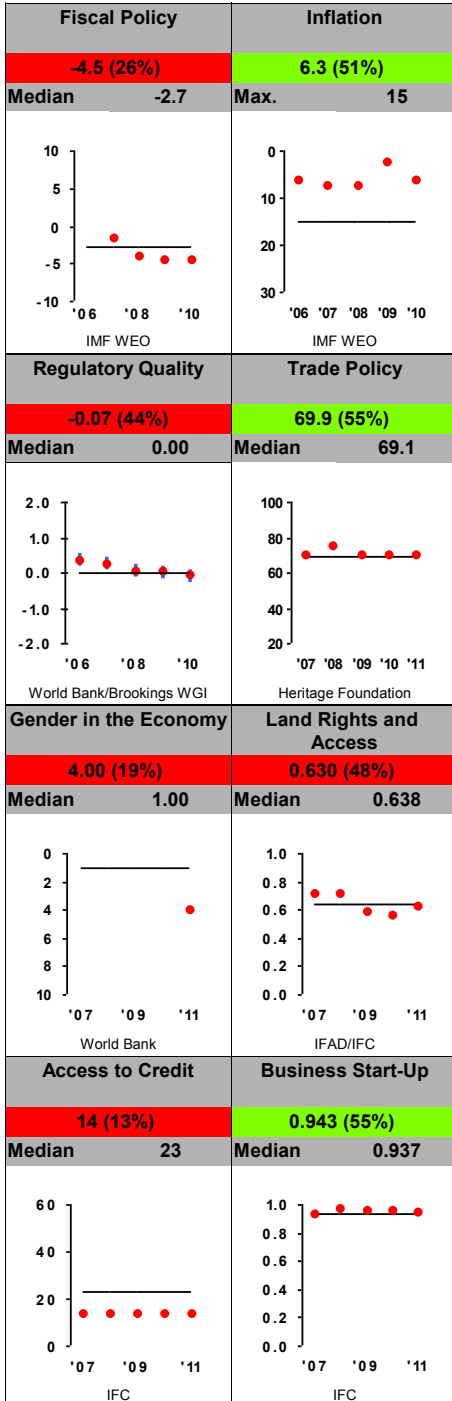 Fiscal Policy
-4.5 (26%)
Median -2.7
10
5
0
-5
-10
'06 '08 '10
IMF WEO
Inflation
6.3 (51%)
Max. 15
0
10
20
30
'06 '07 '08 '09 '10
IMF WEO
Regulatory Quality
-0.07 (44%)
Median 0.00
2.0
1.0
0.0
-1.0
-2.0
'06 '08 '10
World Bank/Brookings WGI
Trade Policy
69.9 (55%)
Median 69.1
100
80
60
40
20
'07 '08 '09 '10 '11
Heritage Foundation
Gender in the Economy
4.00 (19%)
Median 1.00
0
2
4
6
8
10
'07 '09 '11
World Bank
Land Rights and
Access
0.630 (48%)
Median 0.638
1.0
0.8
0.6
0.4
0.2
0.0
'07 '09 '11
IFAD/IFC
Access to Credit
14 (13%)
Median 23
60
40
20
0
'07 '09 '11
IFC
Business Start-Up
0.943 (55%)
Median 0.937
1.0
0.8
0.6
0.4
0.2
0.0
'07 '09 '11
IFC